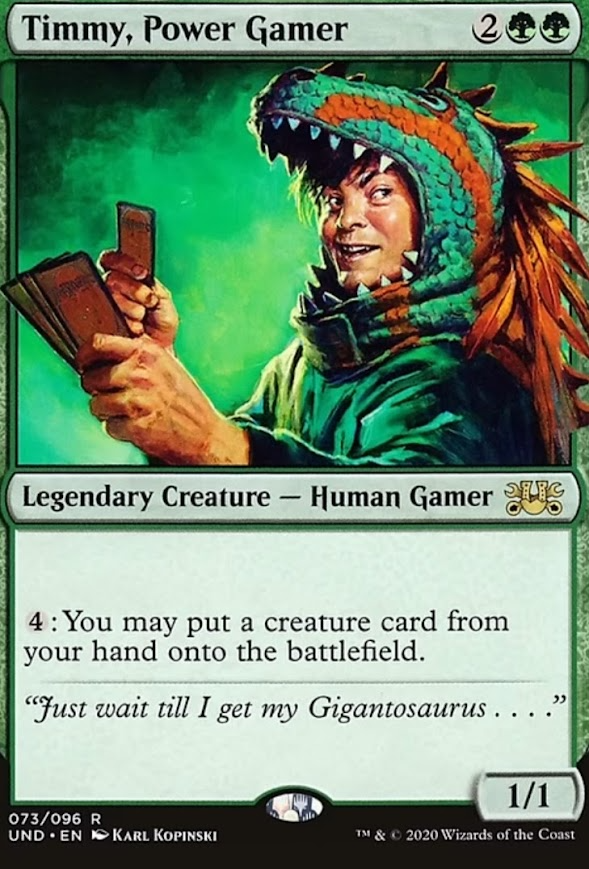 Timmy, Power Gamer 2
Legendary Creature — Human Gamer
4: You may put a creature card from
your hand onto the battlefield.
“Just wait till I get my Gigantosaurus . . . .”
1/1
073/096 R
UND • EN Karl Kopinski
™ & © 2020 Wizards of the Coast